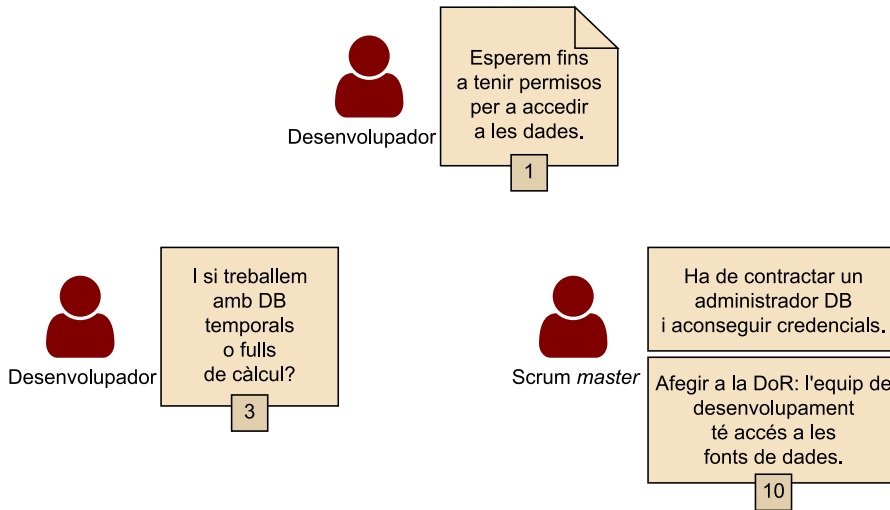 Esperem fins
a tenir permisos
per a accedir
a les dades.
Desenvolupador
1
I si treballem
amb DB
temporals
o fulls
de càlcul?
Desenvolupador
3
Ha de contractar un
administrador DB
i aconseguir credencials.
Scrum master
Afegir a la DoR: l'equip de
desenvolupament
té accés a les
fonts de dades.
10